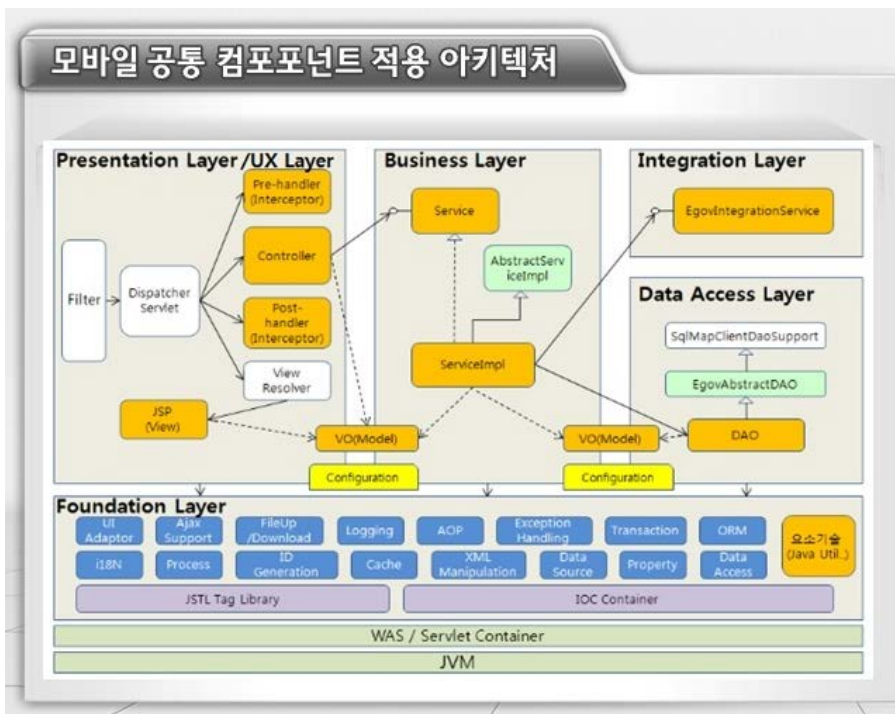 모바일 공통 컴포포넌트 적용 아키텍처
Presentation Layer /UX Layer
Filter
Dispatcher
Servlet
Pre-handler
(Interceptor)
Controller
Post-
handler
(Interceptor)
View
Resolver
JSP
(View)
VO(Model)
Configuration
Business Layer
Service
AbstractServ
iceImpl
ServiceImpl
VO(Model)
Configuration
Integration Layer
EgovIntegrationService
Data Access Layer
SqlMapClientDaoSupport
EgovAbstractDAO
DAO
Foundation Layer
UI
Adaptor
Ajax
Support
FileUp
/Download
Logging
AOP
Exception
Handling
Transaction
ORM
요소기술
(Java Util..)
i18N
Process
ID
Generation
Cache
XML
Manipulation
Data
Source
Property
Data
Access
JSTL Tag Library
IOC Container
WAS / Servlet Container
JVM